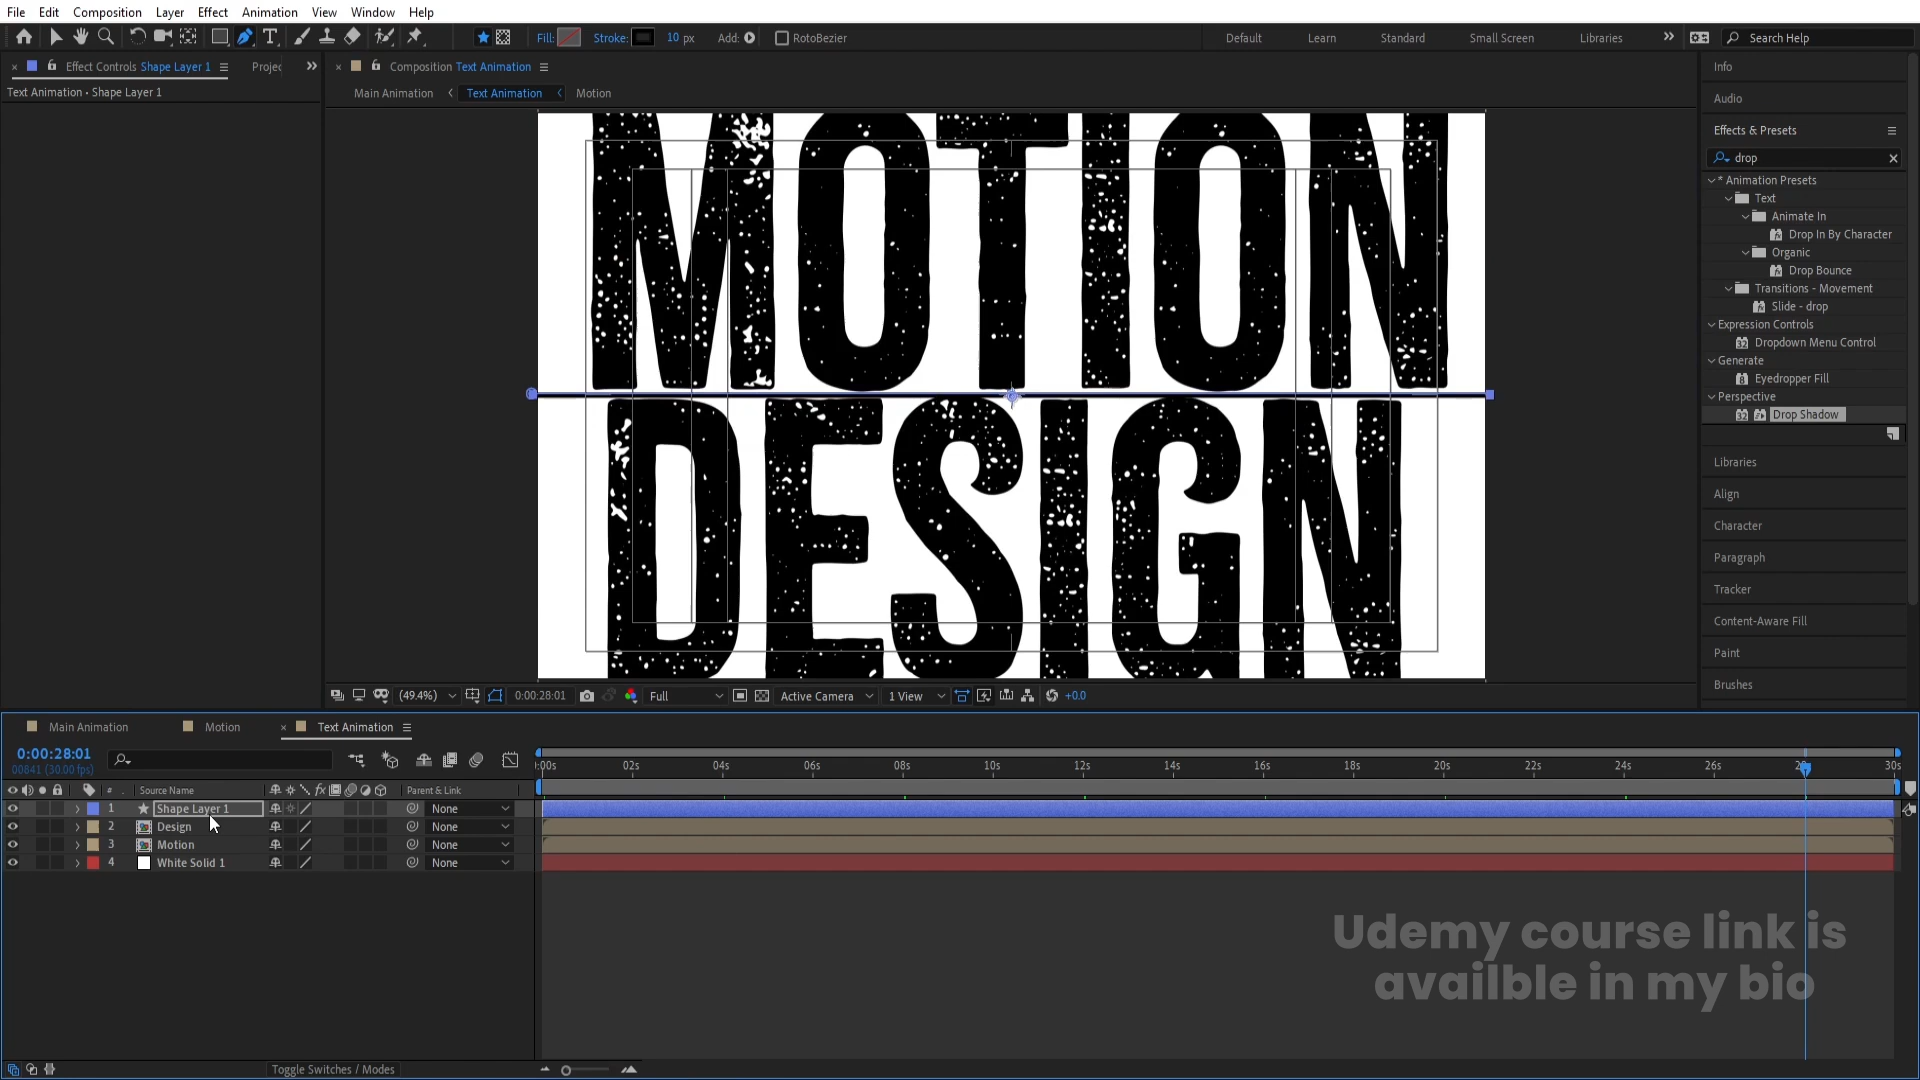 File Edit Composition Layer Effect Animation View Window Help
Fill: Stroke: 10 px Add: RotoBezier Default Learn Standard Small Screen Libraries Search Help
Effect Controls Shape Layer 1 Projec
Text Animation • Shape Layer 1
Composition Text Animation
Main Animation Text Animation Motion
MOTION
DESIGN
(49.4%) 0:00:28:01 Full Active Camera 1 View +0.0
Info
Audio
Effects & Presets
drop
* Animation Presets
Text
Animate In
Drop In By Character
Organic
Drop Bounce
Transitions - Movement
Slide - drop
Expression Controls
Dropdown Menu Control
Generate
Eyedropper Fill
Perspective
Drop Shadow
Libraries
Align
Character
Paragraph
Tracker
Content-Aware Fill
Paint
Brushes
Main Animation Motion Text Animation
0:00:28:01
00841 (30.00 fps)
# Source Name Parent & Link
:00s 02s 04s 06s 08s 10s 12s 14s 16s 18s 20s 22s 24s 26s 30s
1 Shape Layer 1 None
2 Design None
3 Motion None
4 White Solid 1 None
Udemy course link is
availble in my bio
Toggle Switches / Modes